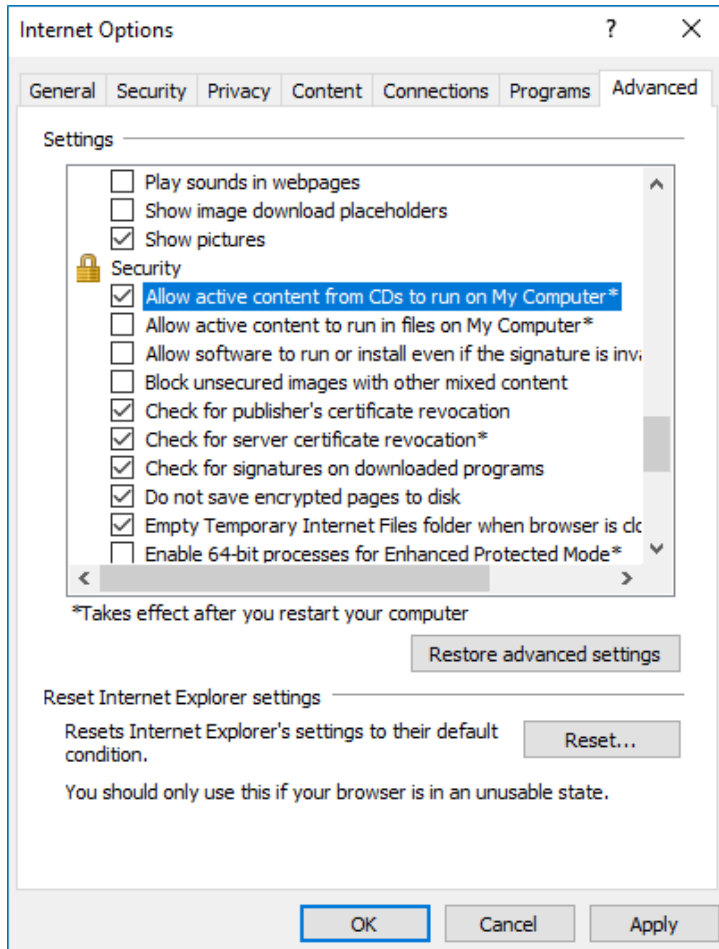 Internet Options
General Security Privacy Content Connections Programs Advanced
Settings
Play sounds in webpages
Show image download placeholders
Show pictures
Security
Allow active content from CDs to run on My Computer*
Allow active content to run in files on My Computer*
Allow software to run or install even if the signature is
Block unsecured images with other mixed content
Check for publisher's certificate revocation
Check for server certificate revocation*
Check for signatures on downloaded programs
Do not save encrypted pages to disk
Empty Temporary Internet Files folder when browser is
Enable 64-bit processes for Enhanced Protected Mode*
*Takes effect after you restart your computer
Restore advanced settings
Reset Internet Explorer settings
Resets Internet Explorer's settings to their default
condition.
Reset...
You should only use this if your browser is in an unusable state.
OK Cancel Apply